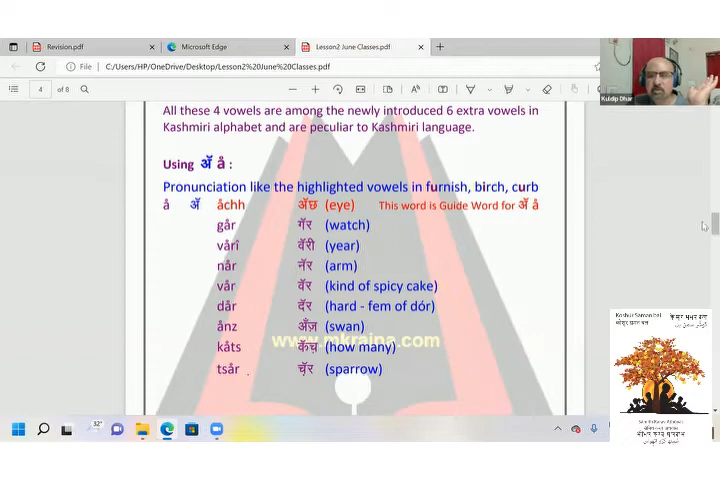 Revision.pdf
Microsoft Edge
Lesson2 June Classes.pdf
File
C:/Users/HP/OneDrive/Desktop/Lesson2%20June%20Classes.pdf
4 of 8
All these 4 vowels are among the newly introduced 6 extra vowels in
Kashmiri alphabet and are peculiar to Kashmiri language.
Using ॲ å :
Pronunciation like the highlighted vowels in furnish, birch, curb
å ॲ åchh ॲछ (eye) This word is Guide Word for ॲ å
går गॅर (watch)
vårî वॅरी (year)
når नॅर (arm)
vår वॅर (kind of spicy cake)
dår दॅर (hard - fem of dór)
ånz ॲँज़ (swan)
www.mkraina.com
kåts कॅच़ (how many)
tsår च़ॅर (sparrow)
Kuldip Dhar
Koshur Saman bal
32°